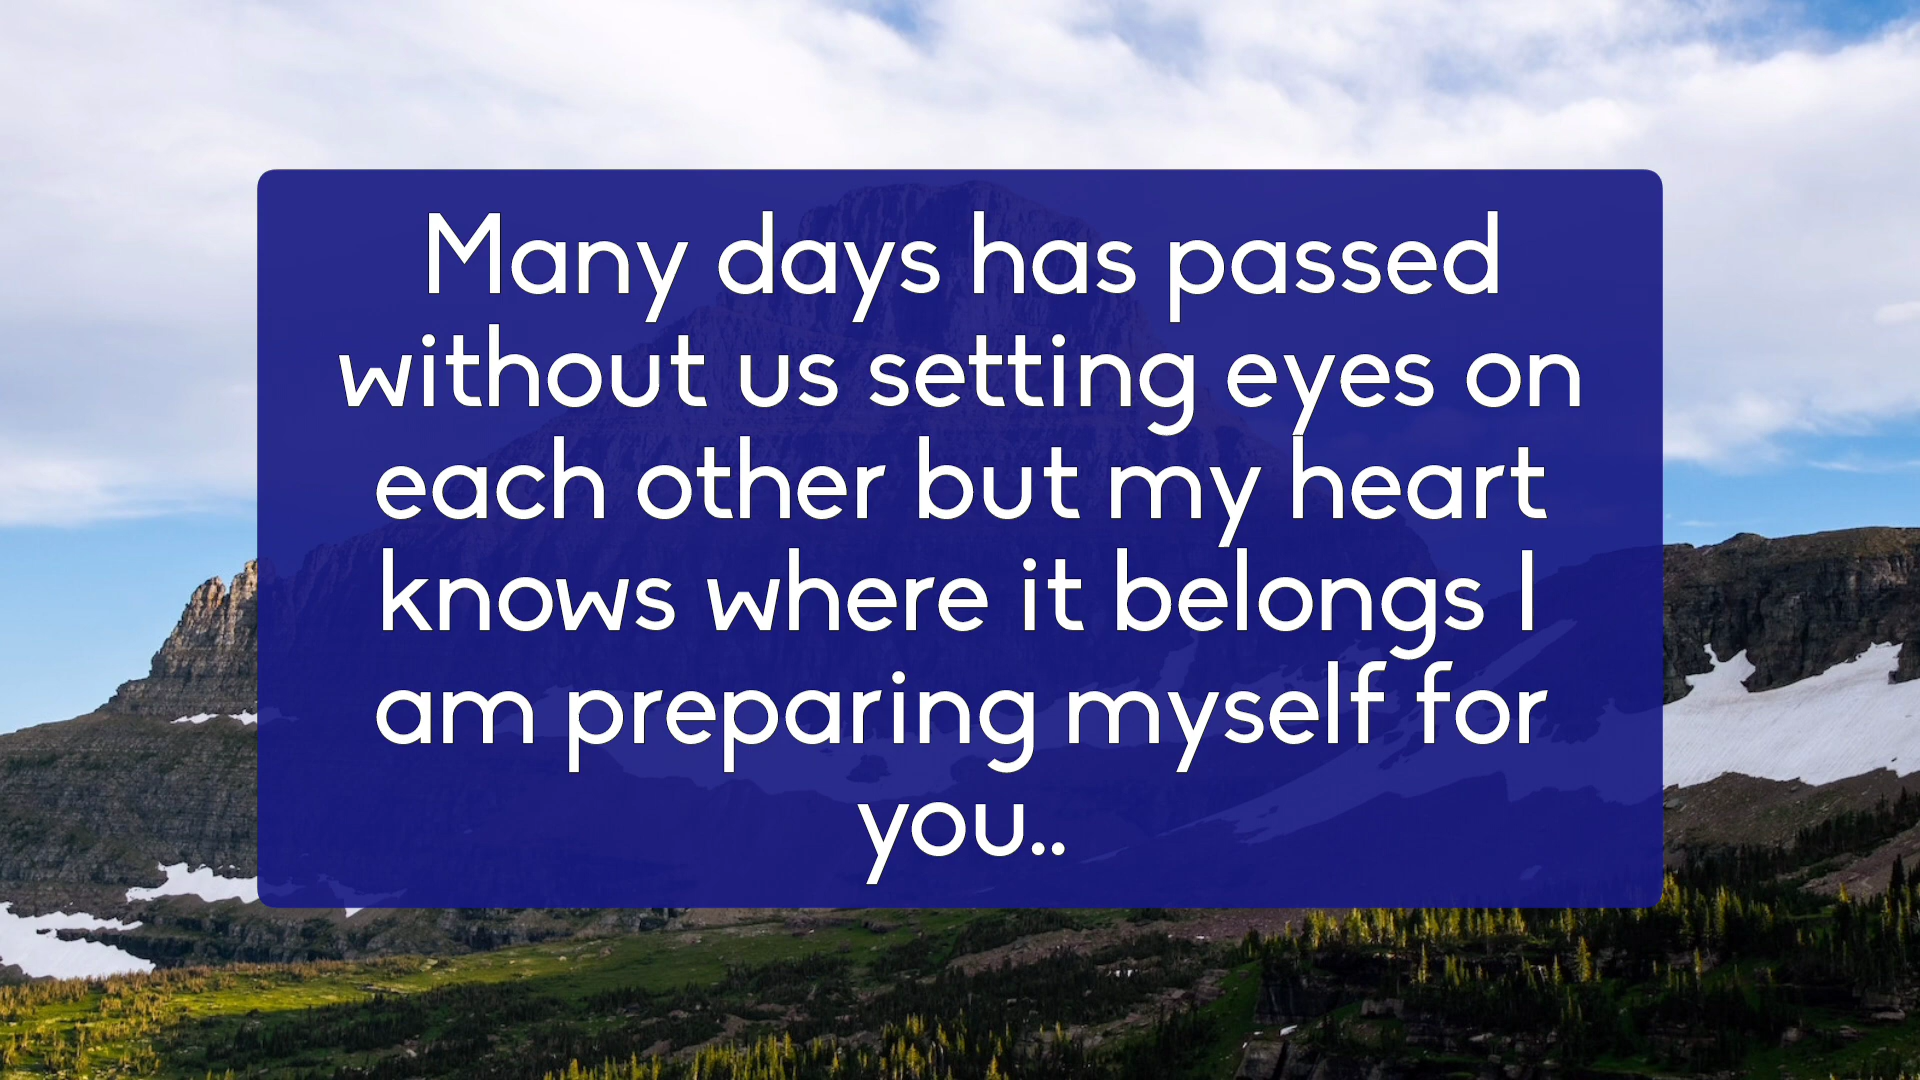 Many days has passed
without us setting eyes on
each other but my heart
knows where it belongs I
am preparing myself for
you..